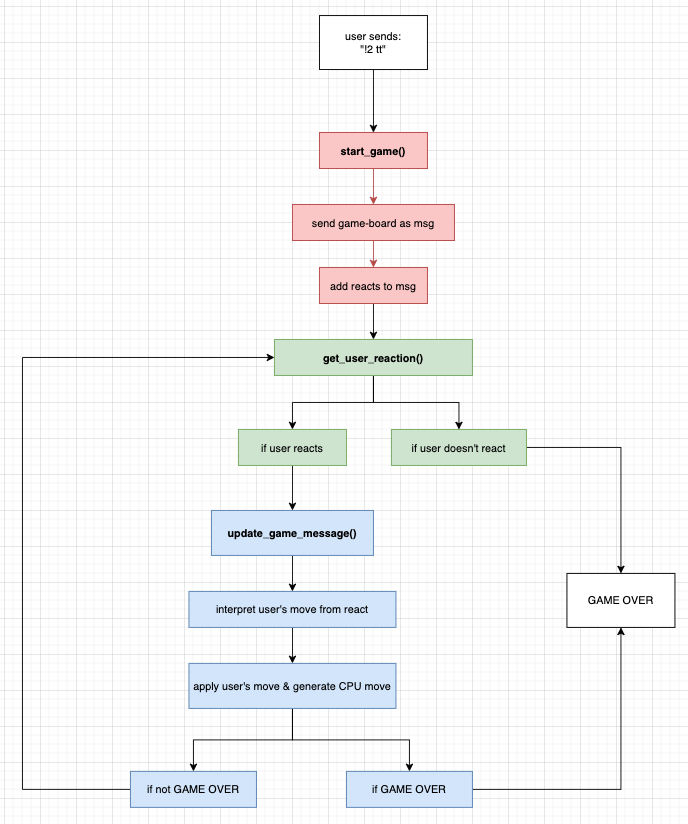 user sends:
"!2 tt"
start_game()
send game-board as msg
add reacts to msg
get_user_reaction()
if user reacts
if user doesn't react
update_game_message()
GAME OVER
interpret user's move from react
apply user's move & generate CPU move
if not GAME OVER
if GAME OVER